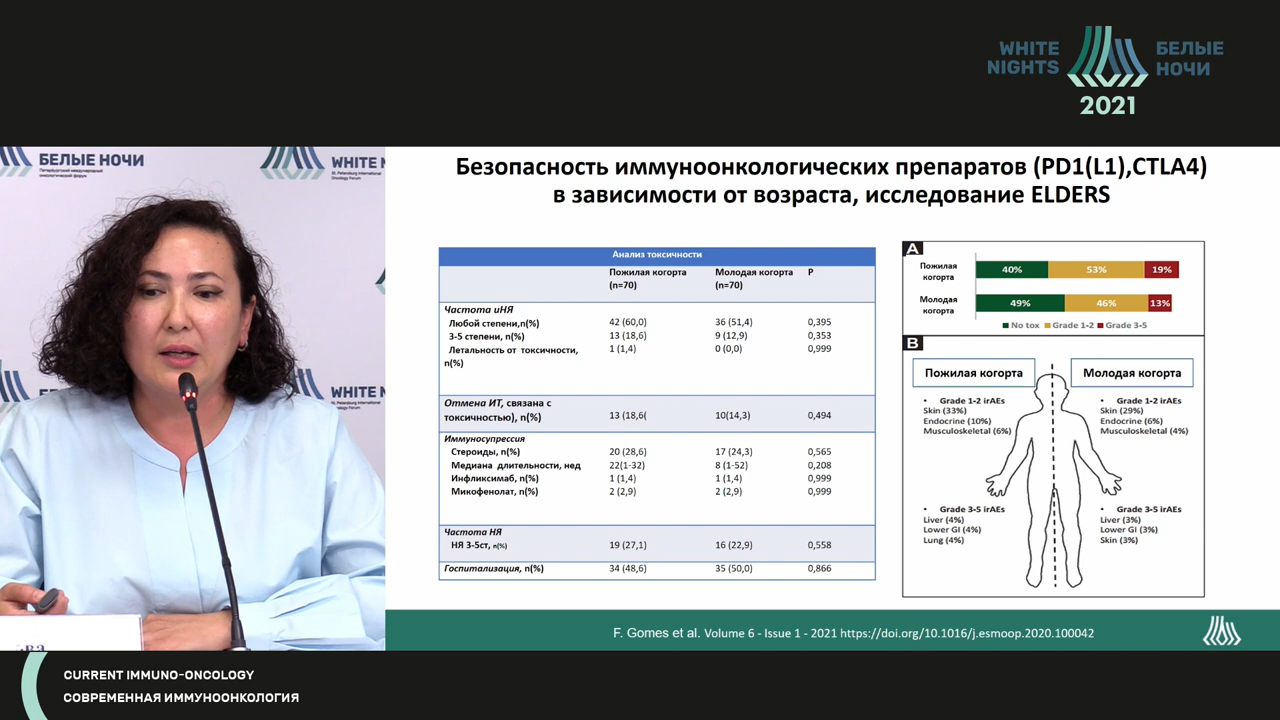 WHITE
NIGHTS
БЕЛЫЕ
НОЧИ
2021
БЕЛЫЕ НОЧИ
Петербургский международный
онкологический форум
WHITE N
St. Petersburg International
Oncology Forum
Безопасность иммуноонкологических препаратов (PD1(L1),CTLA4)
в зависимости от возраста, исследование ELDERS
Анализ токсичности
Пожилая когорта Молодая когорта P
(n=70) (n=70)
Частота иНЯ
Любой степени,n(%) 42 (60,0) 36 (51,4) 0,395
3-5 степени, n(%) 13 (18,6) 9 (12,9) 0,353
Летальность от токсичности, 1 (1,4) 0 (0,0) 0,999
n(%)
Отмена ИТ, связана с
токсичностью), n(%) 13 (18,6( 10(14,3) 0,494
Иммуносупрессия
Стероиды, n(%) 20 (28,6) 17 (24,3) 0,565
Медиана длительности, нед 22(1-32) 8 (1-52) 0,208
Инфликсимаб, n(%) 1 (1,4) 1 (1,4) 0,999
Микофенолат, n(%) 2 (2,9) 2 (2,9) 0,999
Частота НЯ
НЯ 3-5ст, n(%) 19 (27,1) 16 (22,9) 0,558
Госпитализация, n(%) 34 (48,6) 35 (50,0) 0,866
A
Пожилая
когорта
40% 53% 19%
Молодая
когорта
49% 46% 13%
No tox Grade 1-2 Grade 3-5
B
Пожилая когорта
Молодая когорта
• Grade 1-2 irAEs
Skin (33%)
Endocrine (10%)
Musculoskeletal (6%)
• Grade 1-2 irAEs
Skin (29%)
Endocrine (6%)
Musculoskeletal (4%)
• Grade 3-5 irAEs
Liver (4%)
Lower GI (4%)
Lung (4%)
• Grade 3-5 irAEs
Liver (3%)
Lower GI (3%)
Skin (3%)
WHITE N
F. Gomes et al. Volume 6 - Issue 1 - 2021 https://doi.org/10.1016/j.esmoop.2020.100042
CURRENT IMMUNO-ONCOLOGY
СОВРЕМЕННАЯ ИММУНООНКОЛОГИЯ